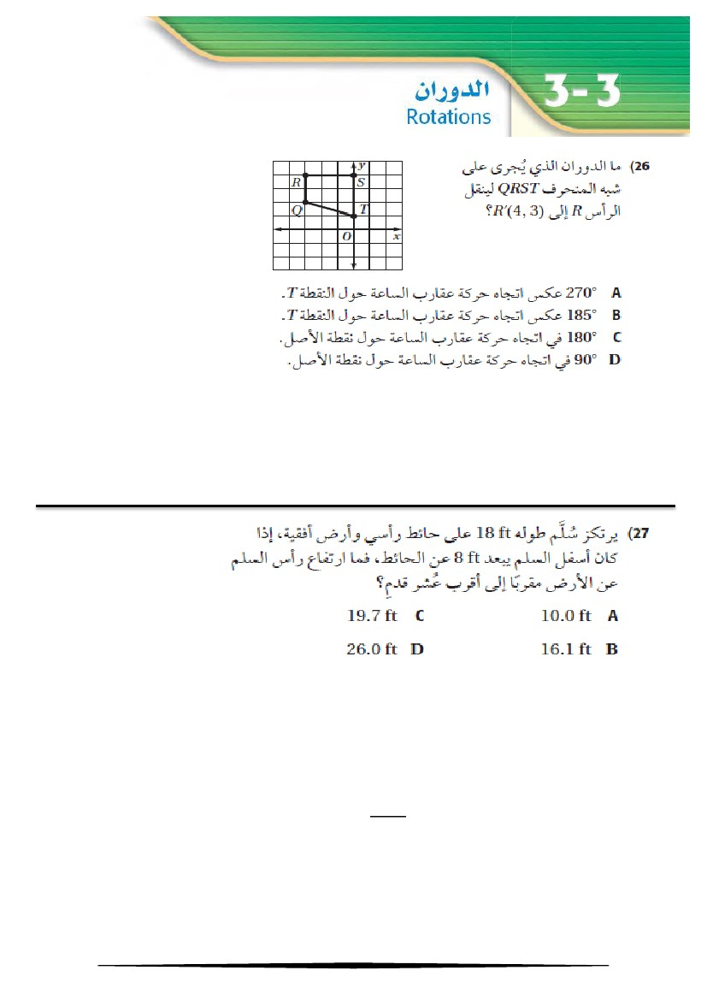 3-3
الدوران
Rotations
26) ما الدوران الذي يُجرى على
شبه المنحرف QRST لينقل
الرأس R إلى R′(4, 3)؟
y
R
S
Q
T
O
x
A 270° عكس اتجاه حركة عقارب الساعة حول النقطة T.
B 185° عكس اتجاه حركة عقارب الساعة حول النقطة T.
C 180° في اتجاه حركة عقارب الساعة حول نقطة الأصل.
D 90° في اتجاه حركة عقارب الساعة حول نقطة الأصل.
27) يرتكز سُلَّم طوله 18 ft على حائط رأسي وأرض أفقية، إذا
كان أسفل السلم يبعد 8 ft عن الحائط، فما ارتفاع رأس السلم
عن الأرض مقربًا إلى أقرب عُشر قدمٍ؟
A 10.0 ft C 19.7 ft
B 16.1 ft D 26.0 ft